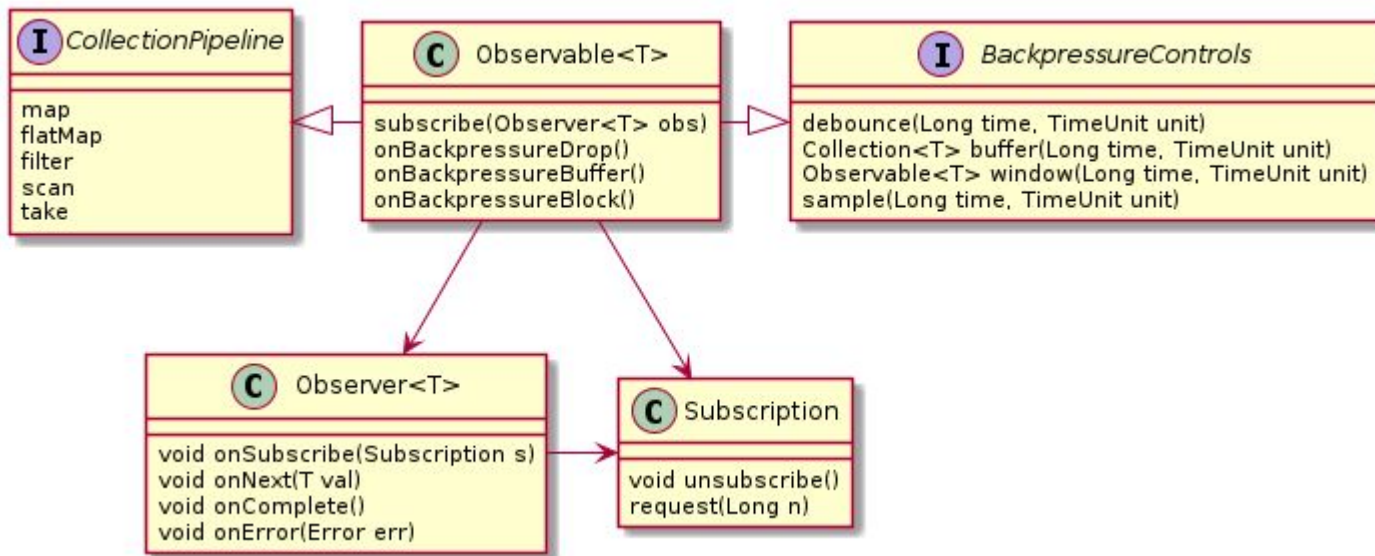 I CollectionPipeline
map
flatMap
filter
scan
take
C Observable<T>
subscribe(Observer<T> obs)
onBackpressureDrop()
onBackpressureBuffer()
onBackpressureBlock()
I BackpressureControls
debounce(Long time, TimeUnit unit)
Collection<T> buffer(Long time, TimeUnit unit)
Observable<T> window(Long time, TimeUnit unit)
sample(Long time, TimeUnit unit)
C Observer<T>
void onSubscribe(Subscription s)
void onNext(T val)
void onComplete()
void onError(Error err)
C Subscription
void unsubscribe()
request(Long n)